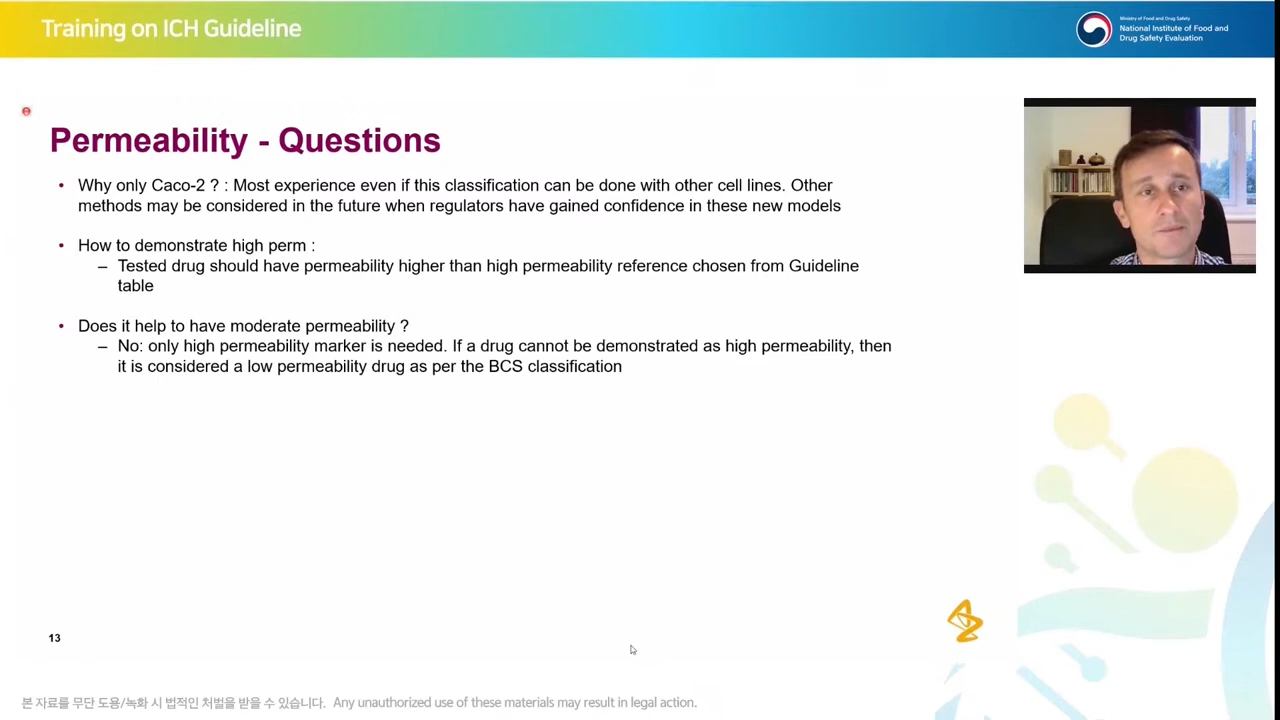 Training on ICH Guideline
Ministry of Food and Drug Safety
National Institute of Food and
Drug Safety Evaluation
Permeability - Questions
• Why only Caco-2 ? : Most experience even if this classification can be done with other cell lines. Other
methods may be considered in the future when regulators have gained confidence in these new models
• How to demonstrate high perm :
– Tested drug should have permeability higher than high permeability reference chosen from Guideline
table
• Does it help to have moderate permeability ?
– No: only high permeability marker is needed. If a drug cannot be demonstrated as high permeability, then
it is considered a low permeability drug as per the BCS classification
13
본 자료를 무단 도용/녹화 시 법적인 처벌을 받을 수 있습니다. Any unauthorized use of these materials may result in legal action.